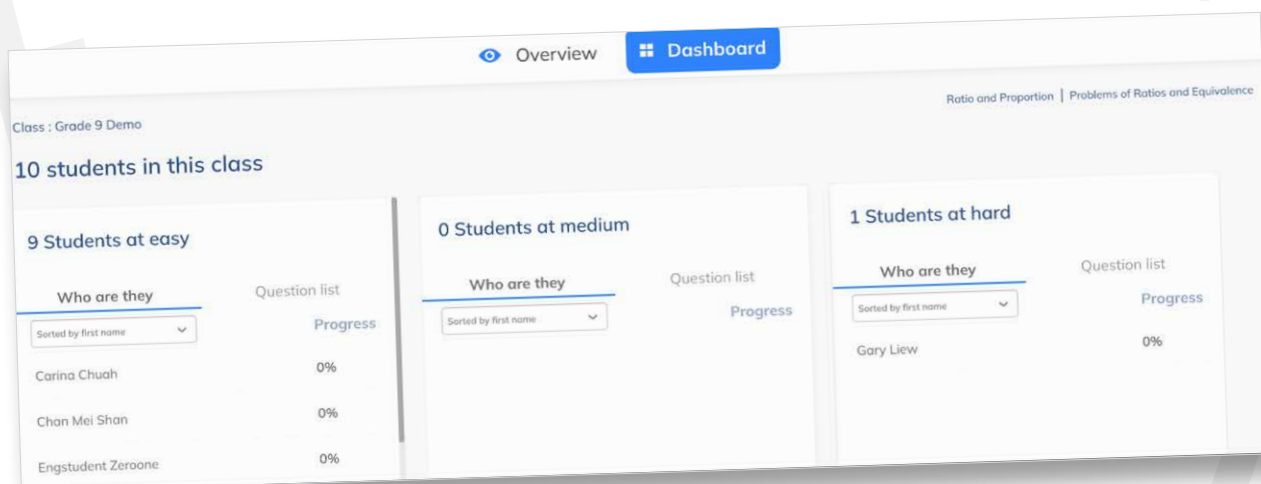 Overview
Dashboard
Ratio and Proportion | Problems of Ratios and Equivalence
Class : Grade 9 Demo
10 students in this class
9 Students at easy
Who are they
Question list
Sorted by first name
Progress
Carina Chuah
0%
Chan Mei Shan
0%
Engstudent Zeroone
0%
0 Students at medium
Who are they
Question list
Sorted by first name
Progress
1 Students at hard
Who are they
Question list
Sorted by first name
Progress
Gary Liew
0%